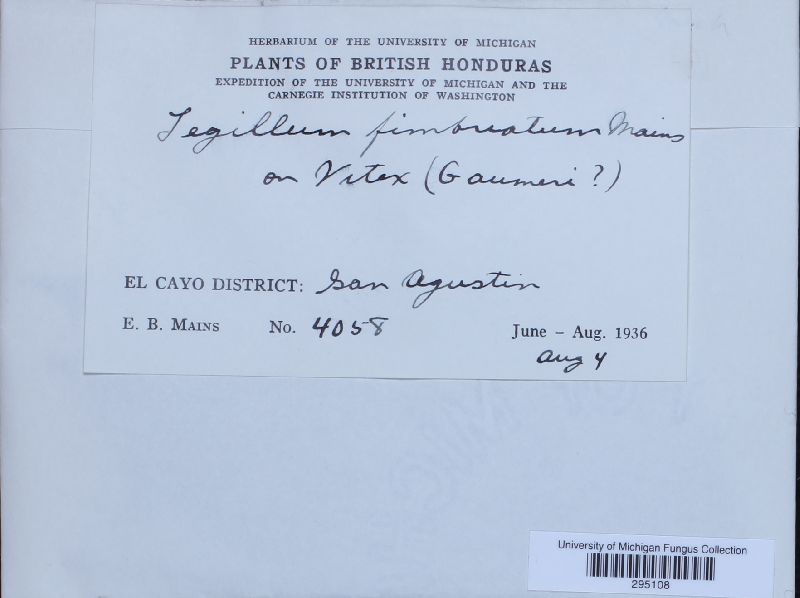 HERBARIUM OF THE UNIVERSITY OF MICHIGAN
PLANTS OF BRITISH HONDURAS
EXPEDITION OF THE UNIVERSITY OF MICHIGAN AND THE
CARNEGIE INSTITUTION OF WASHINGTON
Tegillum fimbriatum Mains
on Vitex (Gaumeri ?)
EL CAYO DISTRICT: San Agustin
E. B. MAINS No. 4058 June - Aug. 1936
Aug 4
University of Michigan Fungus Collection
295108